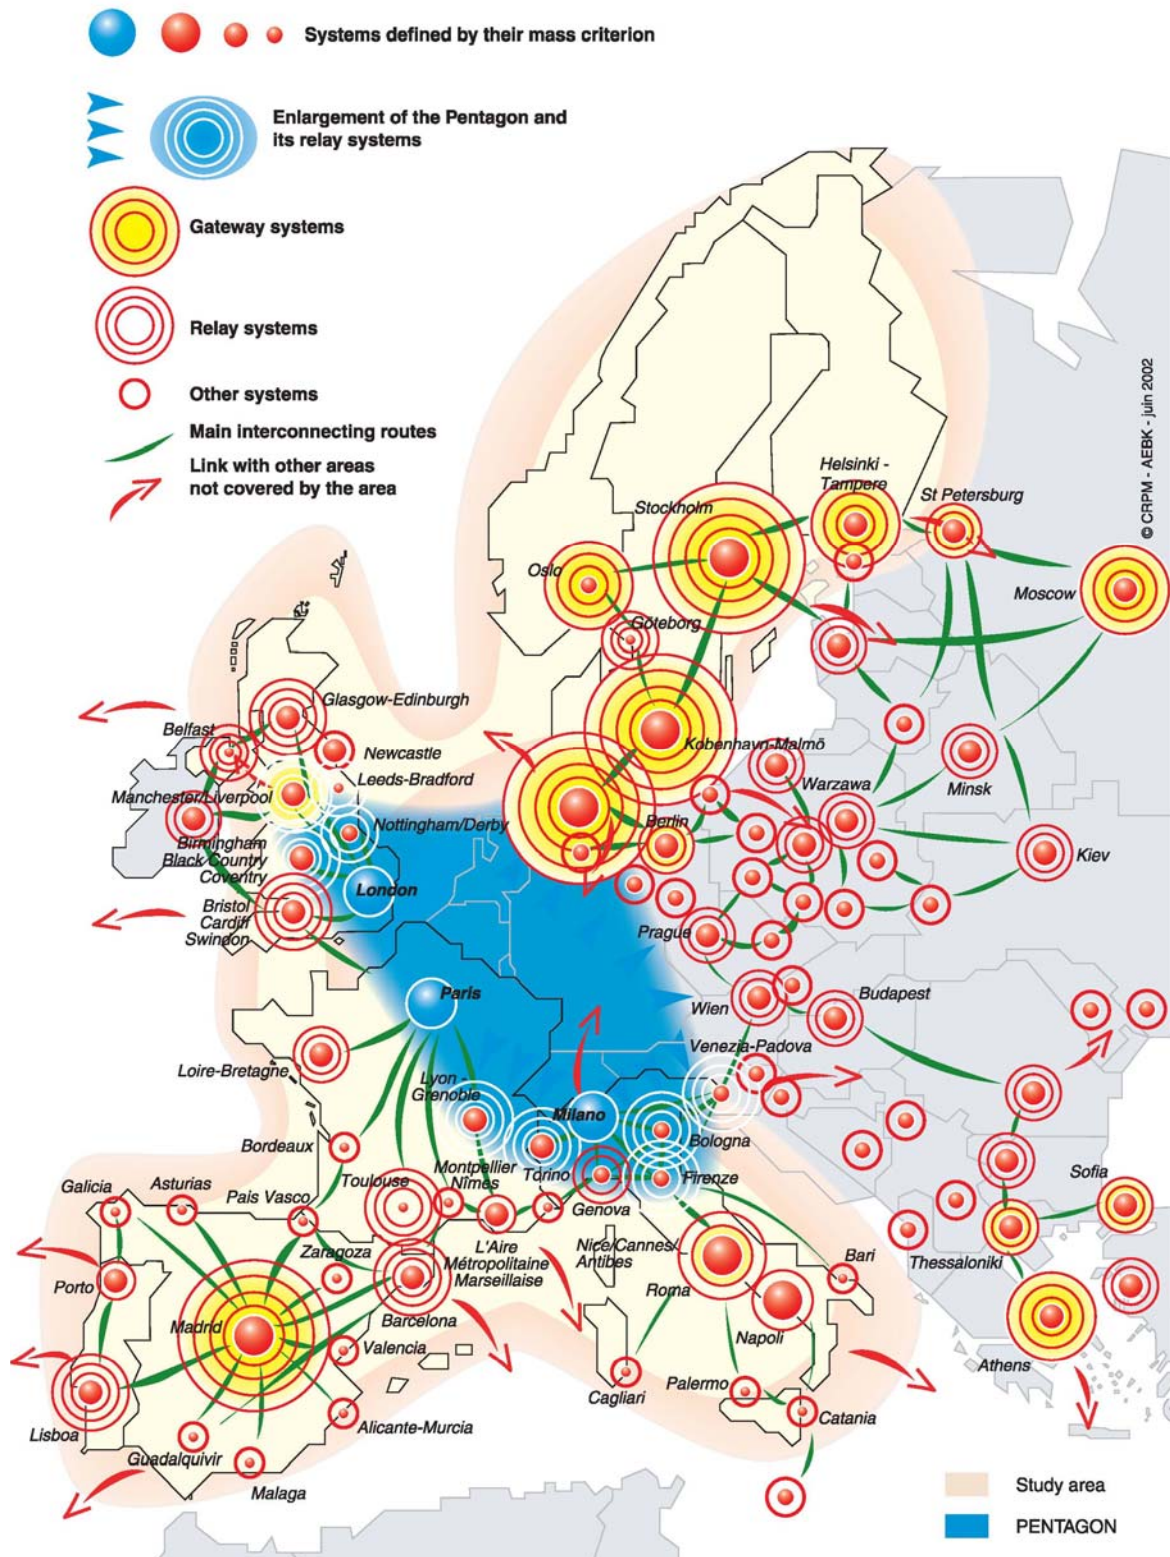 Systems defined by their mass criterion
Enlargement of the Pentagon and
its relay systems
Gateway systems
Relay systems
Other systems
Main interconnecting routes
Link with other areas
not covered by the area
© CRPM - AEBK - juin 2002
Helsinki -
Tampere
St Petersburg
Stockholm
Oslo
Moscow
Göteborg
Glasgow-Edinburgh
Belfast
Newcastle
Kobenhavn-Malmö
Leeds-Bradford
Warzawa
Minsk
Manchester/Liverpool
Nottingham/Derby
Berlin
Birmingham
Black Country
Coventry
Kiev
London
Bristol
Cardiff
Swindon
Prague
Paris
Wien
Budapest
Venezia-Padova
Loire-Bretagne
Lyon
Grenoble
Milano
Bologna
Bordeaux
Torino
Firenze
Montpellier
Nîmes
Toulouse
Genova
Galicia
Asturias
Pais Vasco
Sofia
Zaragoza
L'Aire
Métropolitaine
Marseillaise
Nice/Cannes/
Antibes
Bari
Thessaloniki
Porto
Roma
Barcelona
Madrid
Napoli
Valencia
Athens
Cagliari
Palermo
Lisboa
Alicante-Murcia
Catania
Guadalquivir
Malaga
Study area
PENTAGON